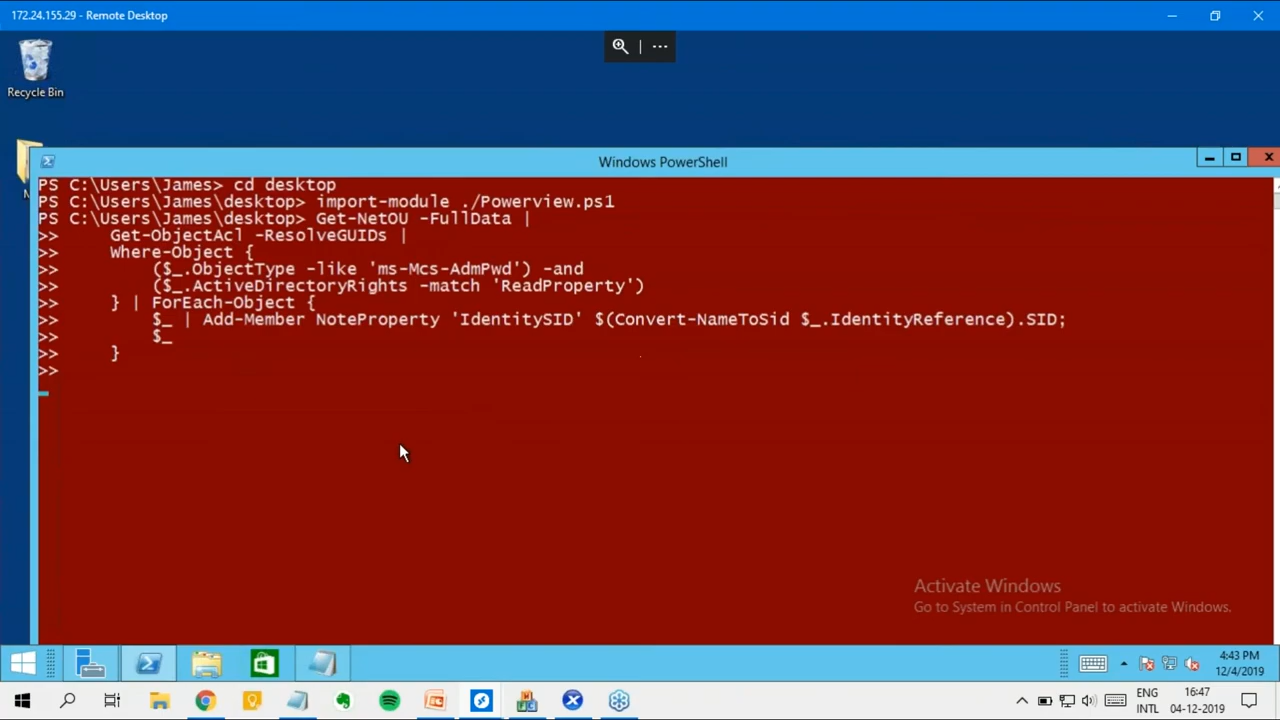 172.24.155.29 - Remote Desktop
Recycle Bin
Windows PowerShell
PS C:\Users\James> cd desktop
PS C:\Users\James\desktop> import-module ./Powerview.ps1
PS C:\Users\James\desktop> Get-NetOU -FullData |
>>     Get-ObjectAcl -ResolveGUIDs |
>>     Where-Object {
>>         ($_.ObjectType -like 'ms-Mcs-AdmPwd') -and
>>         ($_.ActiveDirectoryRights -match 'ReadProperty')
>>     } | ForEach-Object {
>>         $_ | Add-Member NoteProperty 'IdentitySID' $(Convert-NameToSid $_.IdentityReference).SID;
>>         $_
>>     }
>>
Activate Windows
Go to System in Control Panel to activate Windows.
4:43 PM
12/4/2019
ENG
INTL
16:47
04-12-2019